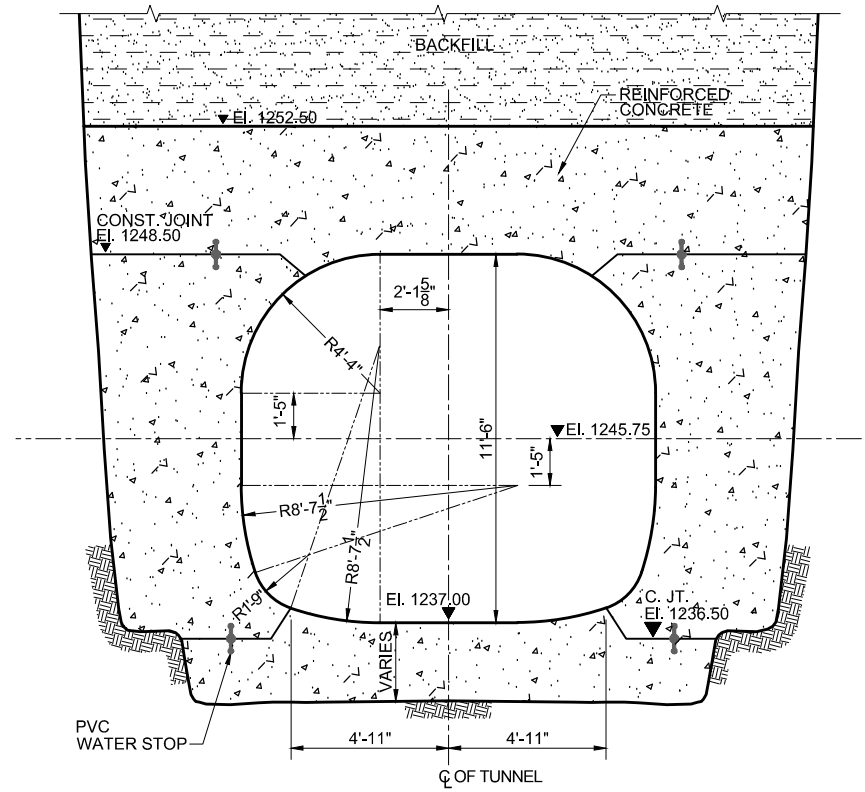 BACKFILL
REINFORCED
CONCRETE
El. 1252.50
CONST. JOINT
El. 1248.50
2'-1 5/8"
R4'-4"
1'-5"
11'-6"
El. 1245.75
1'-5"
R8'-7 1/2"
R8'-7 1/2"
R1'-9"
El. 1237.00
C. JT.
El. 1236.50
VARIES
PVC
WATER STOP
4'-11"
4'-11"
℄ OF TUNNEL